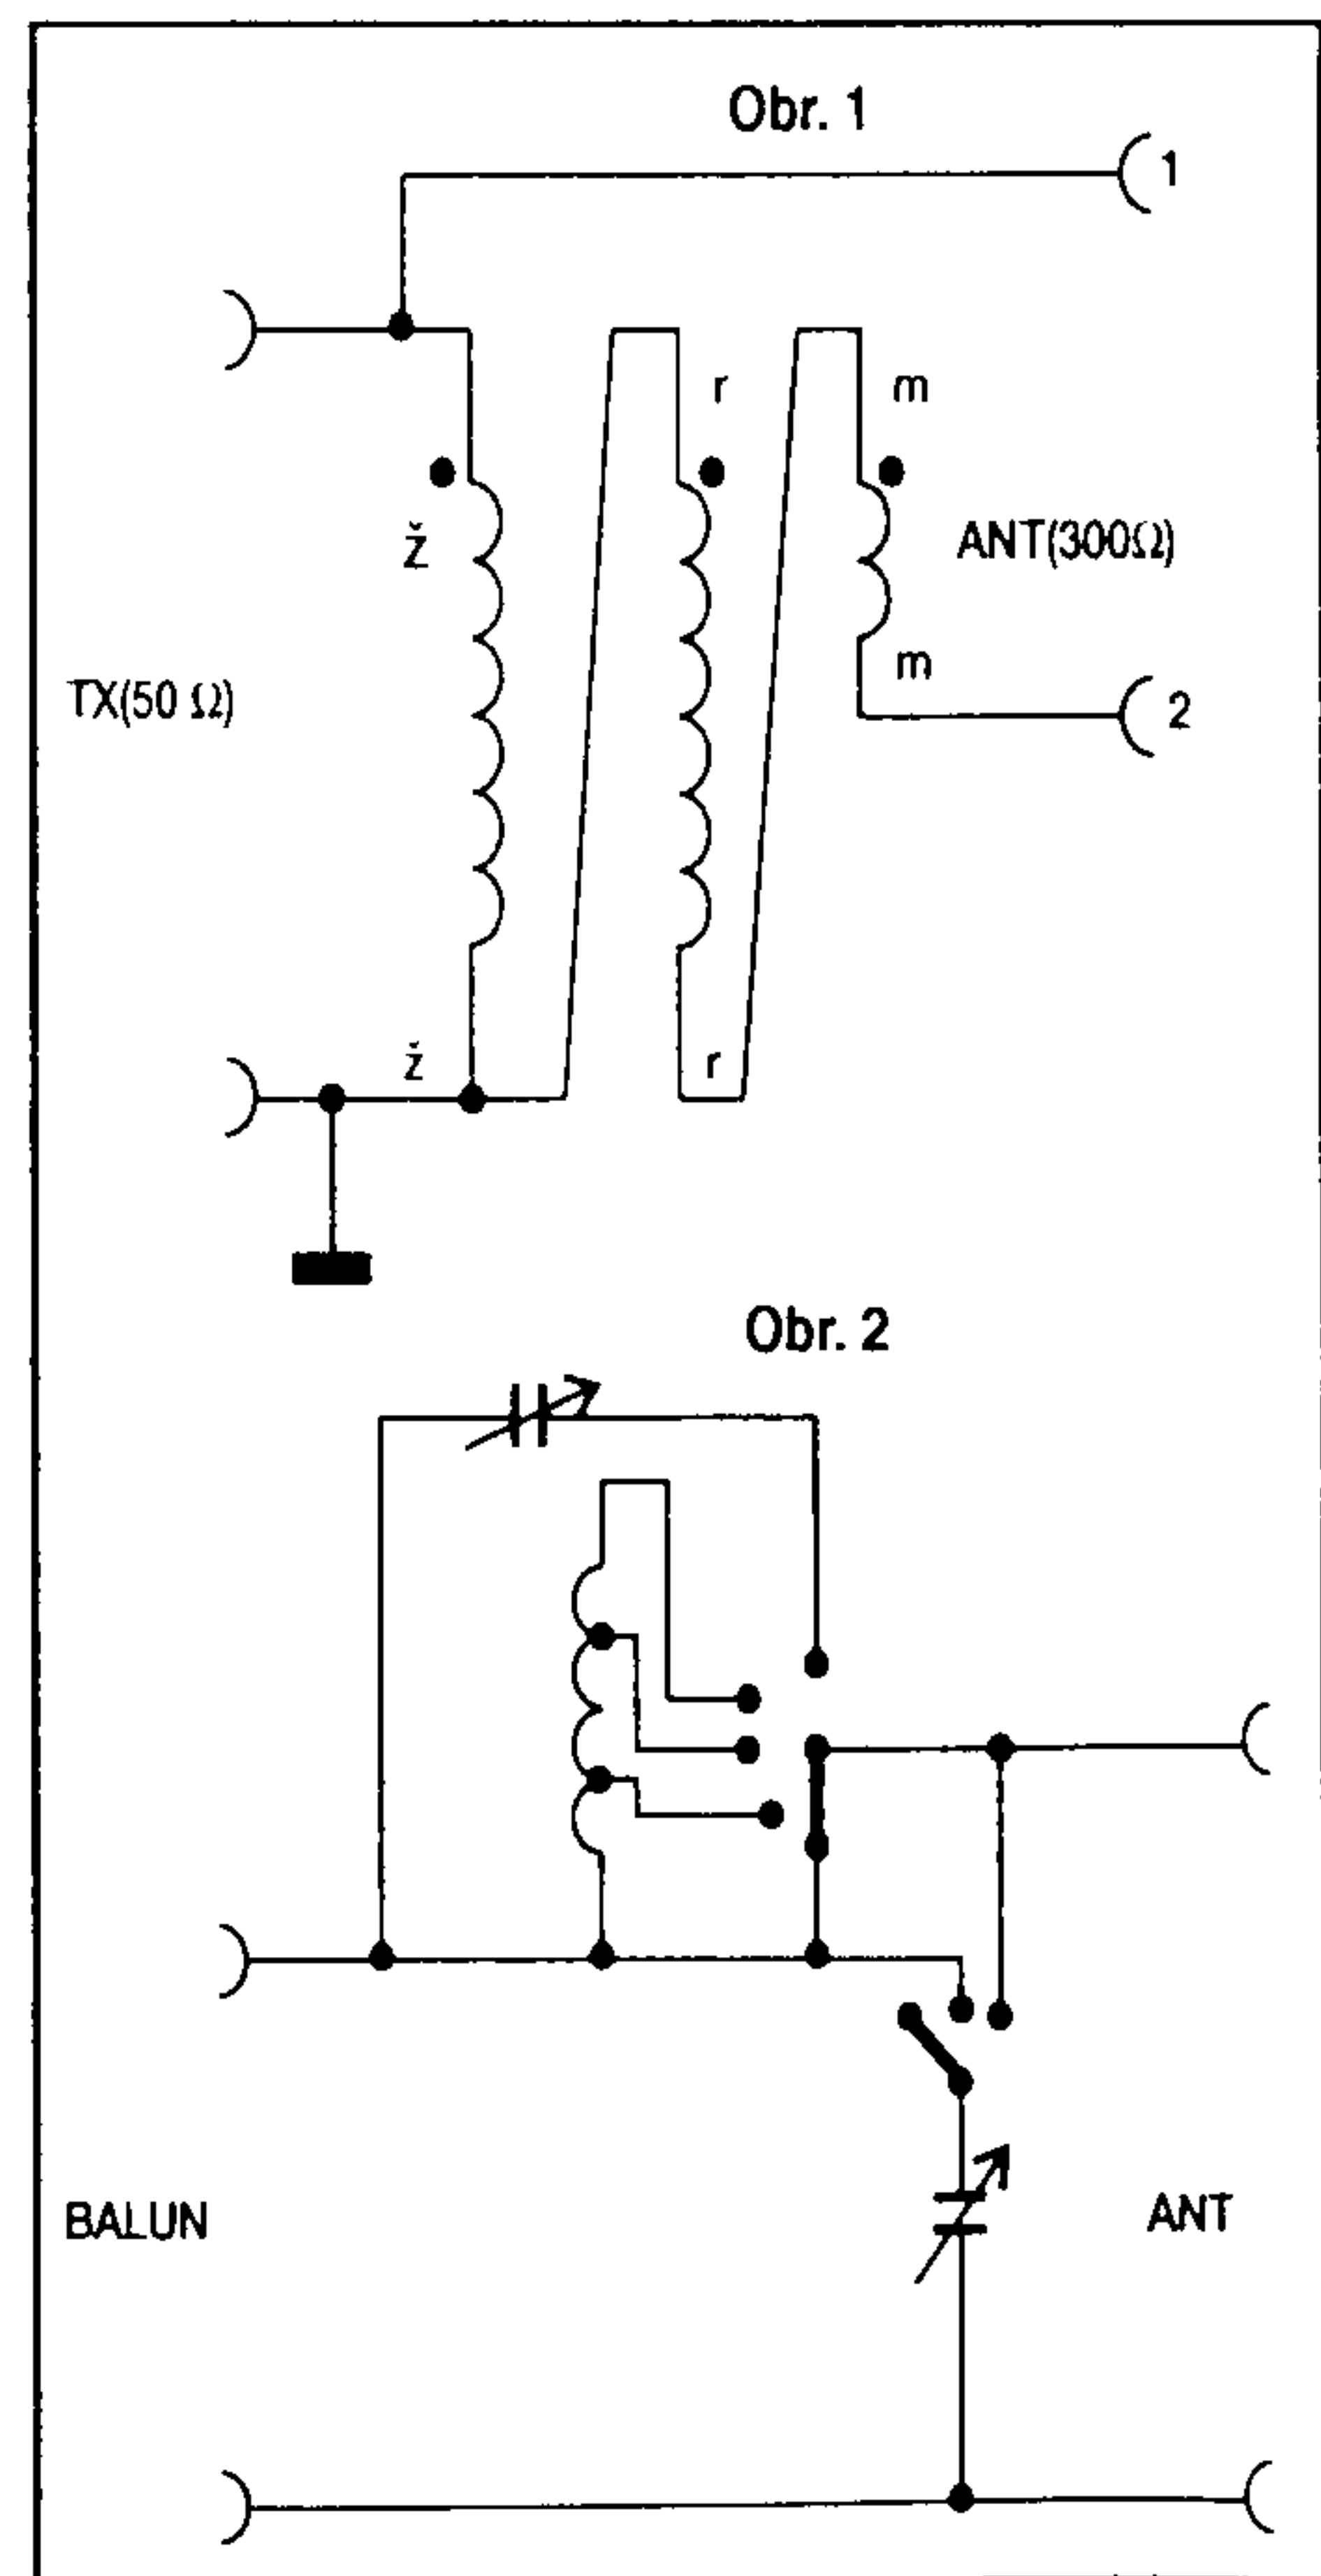 Obr. 1
1
r
m
ž
ANT(300Ω)
m
TX(50 Ω)
2
ž
r
Obr. 2
BALUN
ANT